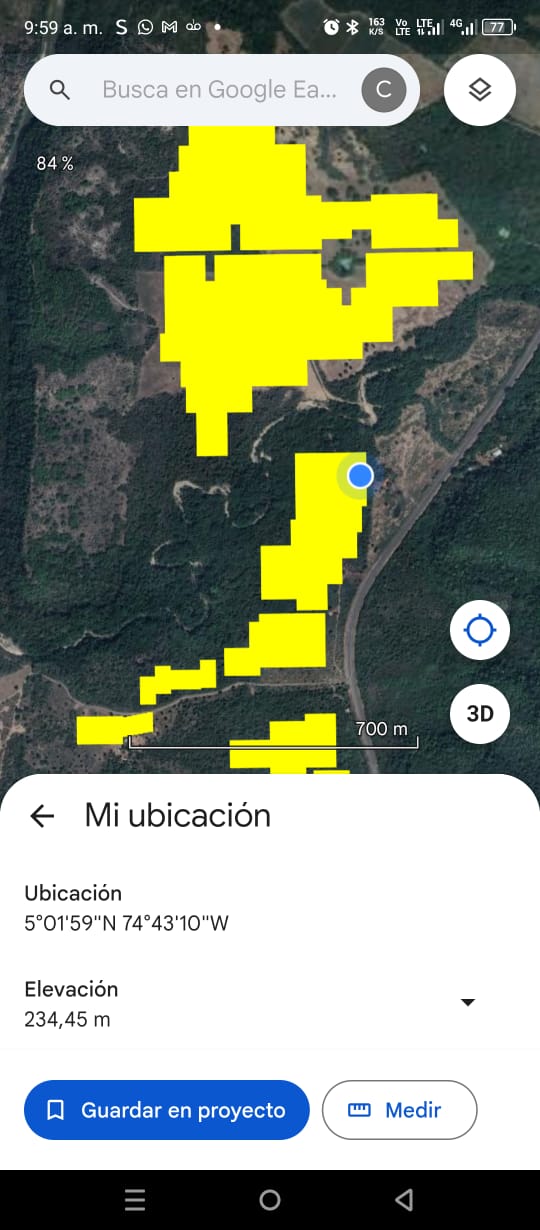 9:59 a. m.
163
K/S
Vo
LTE
LTE
4G
77
Busca en Google Ea...
C
84 %
3D
700 m
Mi ubicación
Ubicación
5°01'59"N 74°43'10"W
Elevación
234,45 m
Guardar en proyecto
Medir